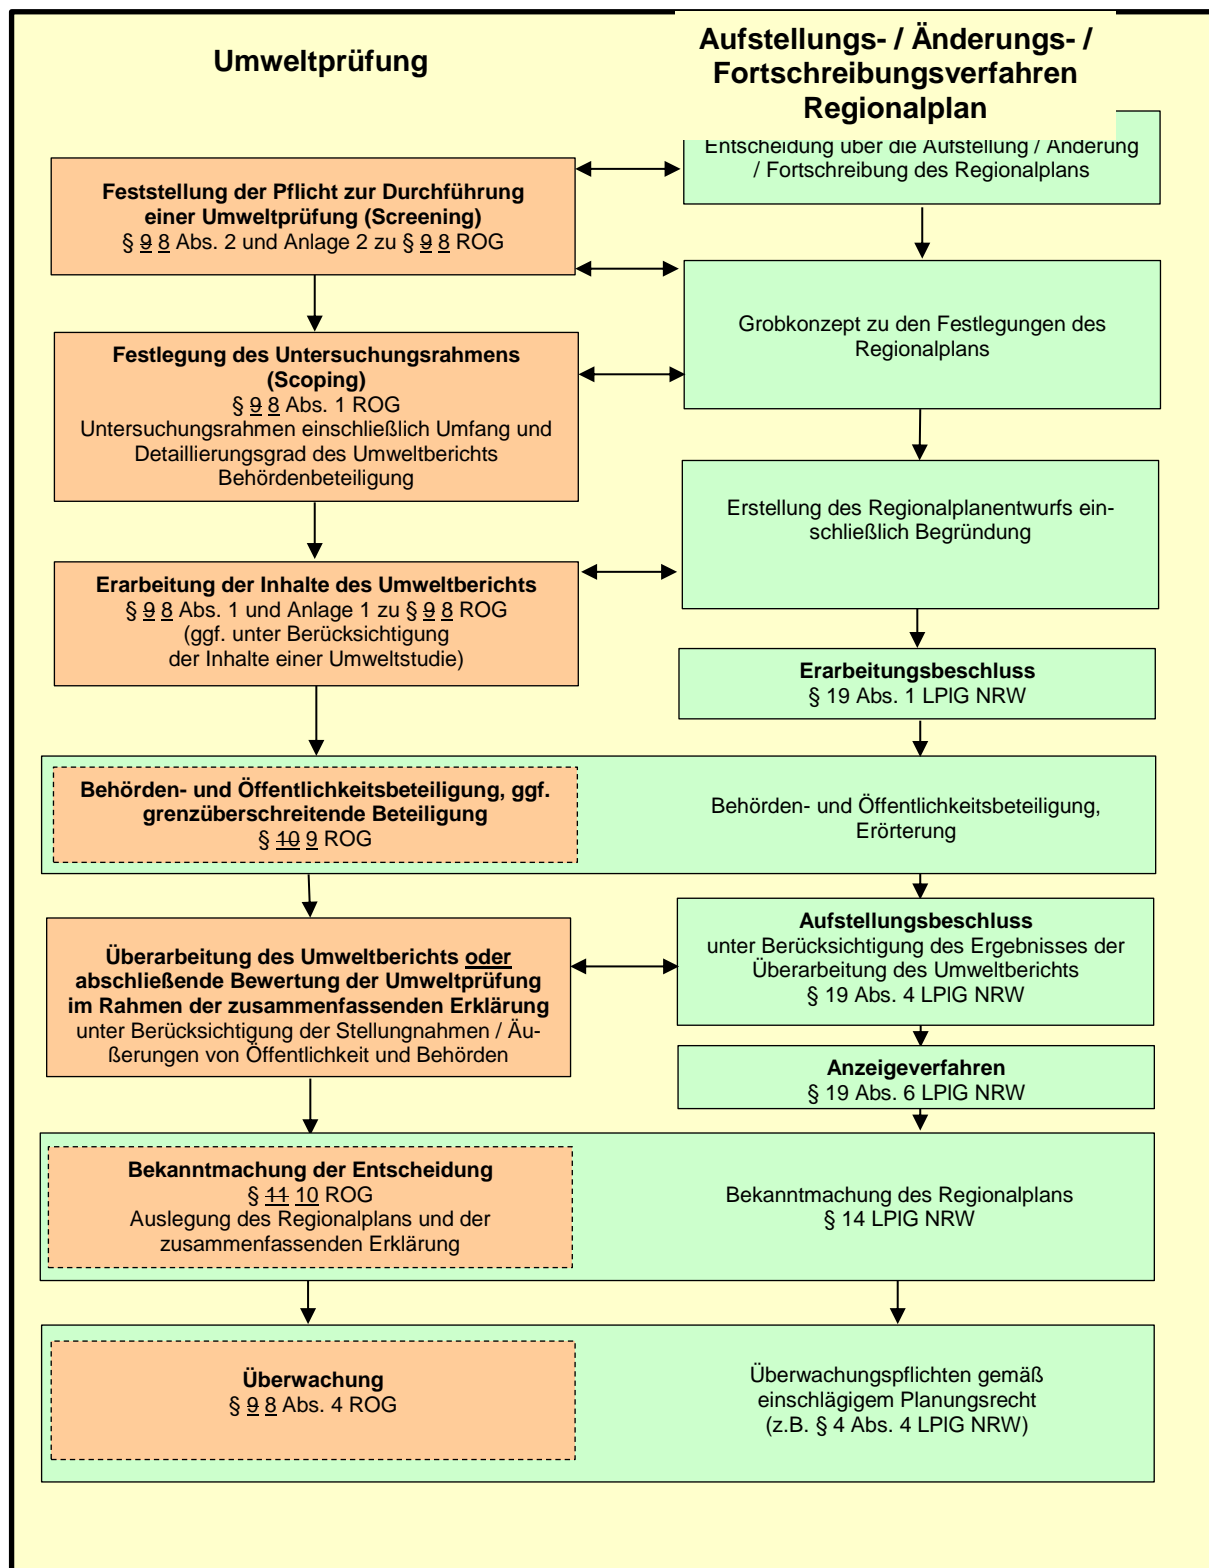 Umweltprüfung
Aufstellungs- / Änderungs- /
Fortschreibungsverfahren
Regionalplan
Entscheidung über die Aufstellung / Änderung
/ Fortschreibung des Regionalplans
Feststellung der Pflicht zur Durchführung
einer Umweltprüfung (Screening)
§ 9 8 Abs. 2 und Anlage 2 zu § 9 8 ROG
Grobkonzept zu den Festlegungen des
Regionalplans
Festlegung des Untersuchungsrahmens
(Scoping)
§ 9 8 Abs. 1 ROG
Untersuchungsrahmen einschließlich Umfang und
Detaillierungsgrad des Umweltberichts
Behördenbeteiligung
Erstellung des Regionalplanentwurfs ein-
schließlich Begründung
Erarbeitung der Inhalte des Umweltberichts
§ 9 8 Abs. 1 und Anlage 1 zu § 9 8 ROG
(ggf. unter Berücksichtigung
der Inhalte einer Umweltstudie)
Erarbeitungsbeschluss
§ 19 Abs. 1 LPlG NRW
Behörden- und Öffentlichkeitsbeteiligung, ggf.
grenzüberschreitende Beteiligung
§ 10 9 ROG
Behörden- und Öffentlichkeitsbeteiligung,
Erörterung
Überarbeitung des Umweltberichts oder
abschließende Bewertung der Umweltprüfung
im Rahmen der zusammenfassenden Erklärung
unter Berücksichtigung der Stellungnahmen / Äu-
ßerungen von Öffentlichkeit und Behörden
Aufstellungsbeschluss
unter Berücksichtigung des Ergebnisses der
Überarbeitung des Umweltberichts
§ 19 Abs. 4 LPlG NRW
Anzeigeverfahren
§ 19 Abs. 6 LPlG NRW
Bekanntmachung der Entscheidung
§ 11 10 ROG
Auslegung des Regionalplans und der
zusammenfassenden Erklärung
Bekanntmachung des Regionalplans
§ 14 LPlG NRW
Überwachung
§ 9 8 Abs. 4 ROG
Überwachungspflichten gemäß
einschlägigem Planungsrecht
(z.B. § 4 Abs. 4 LPlG NRW)